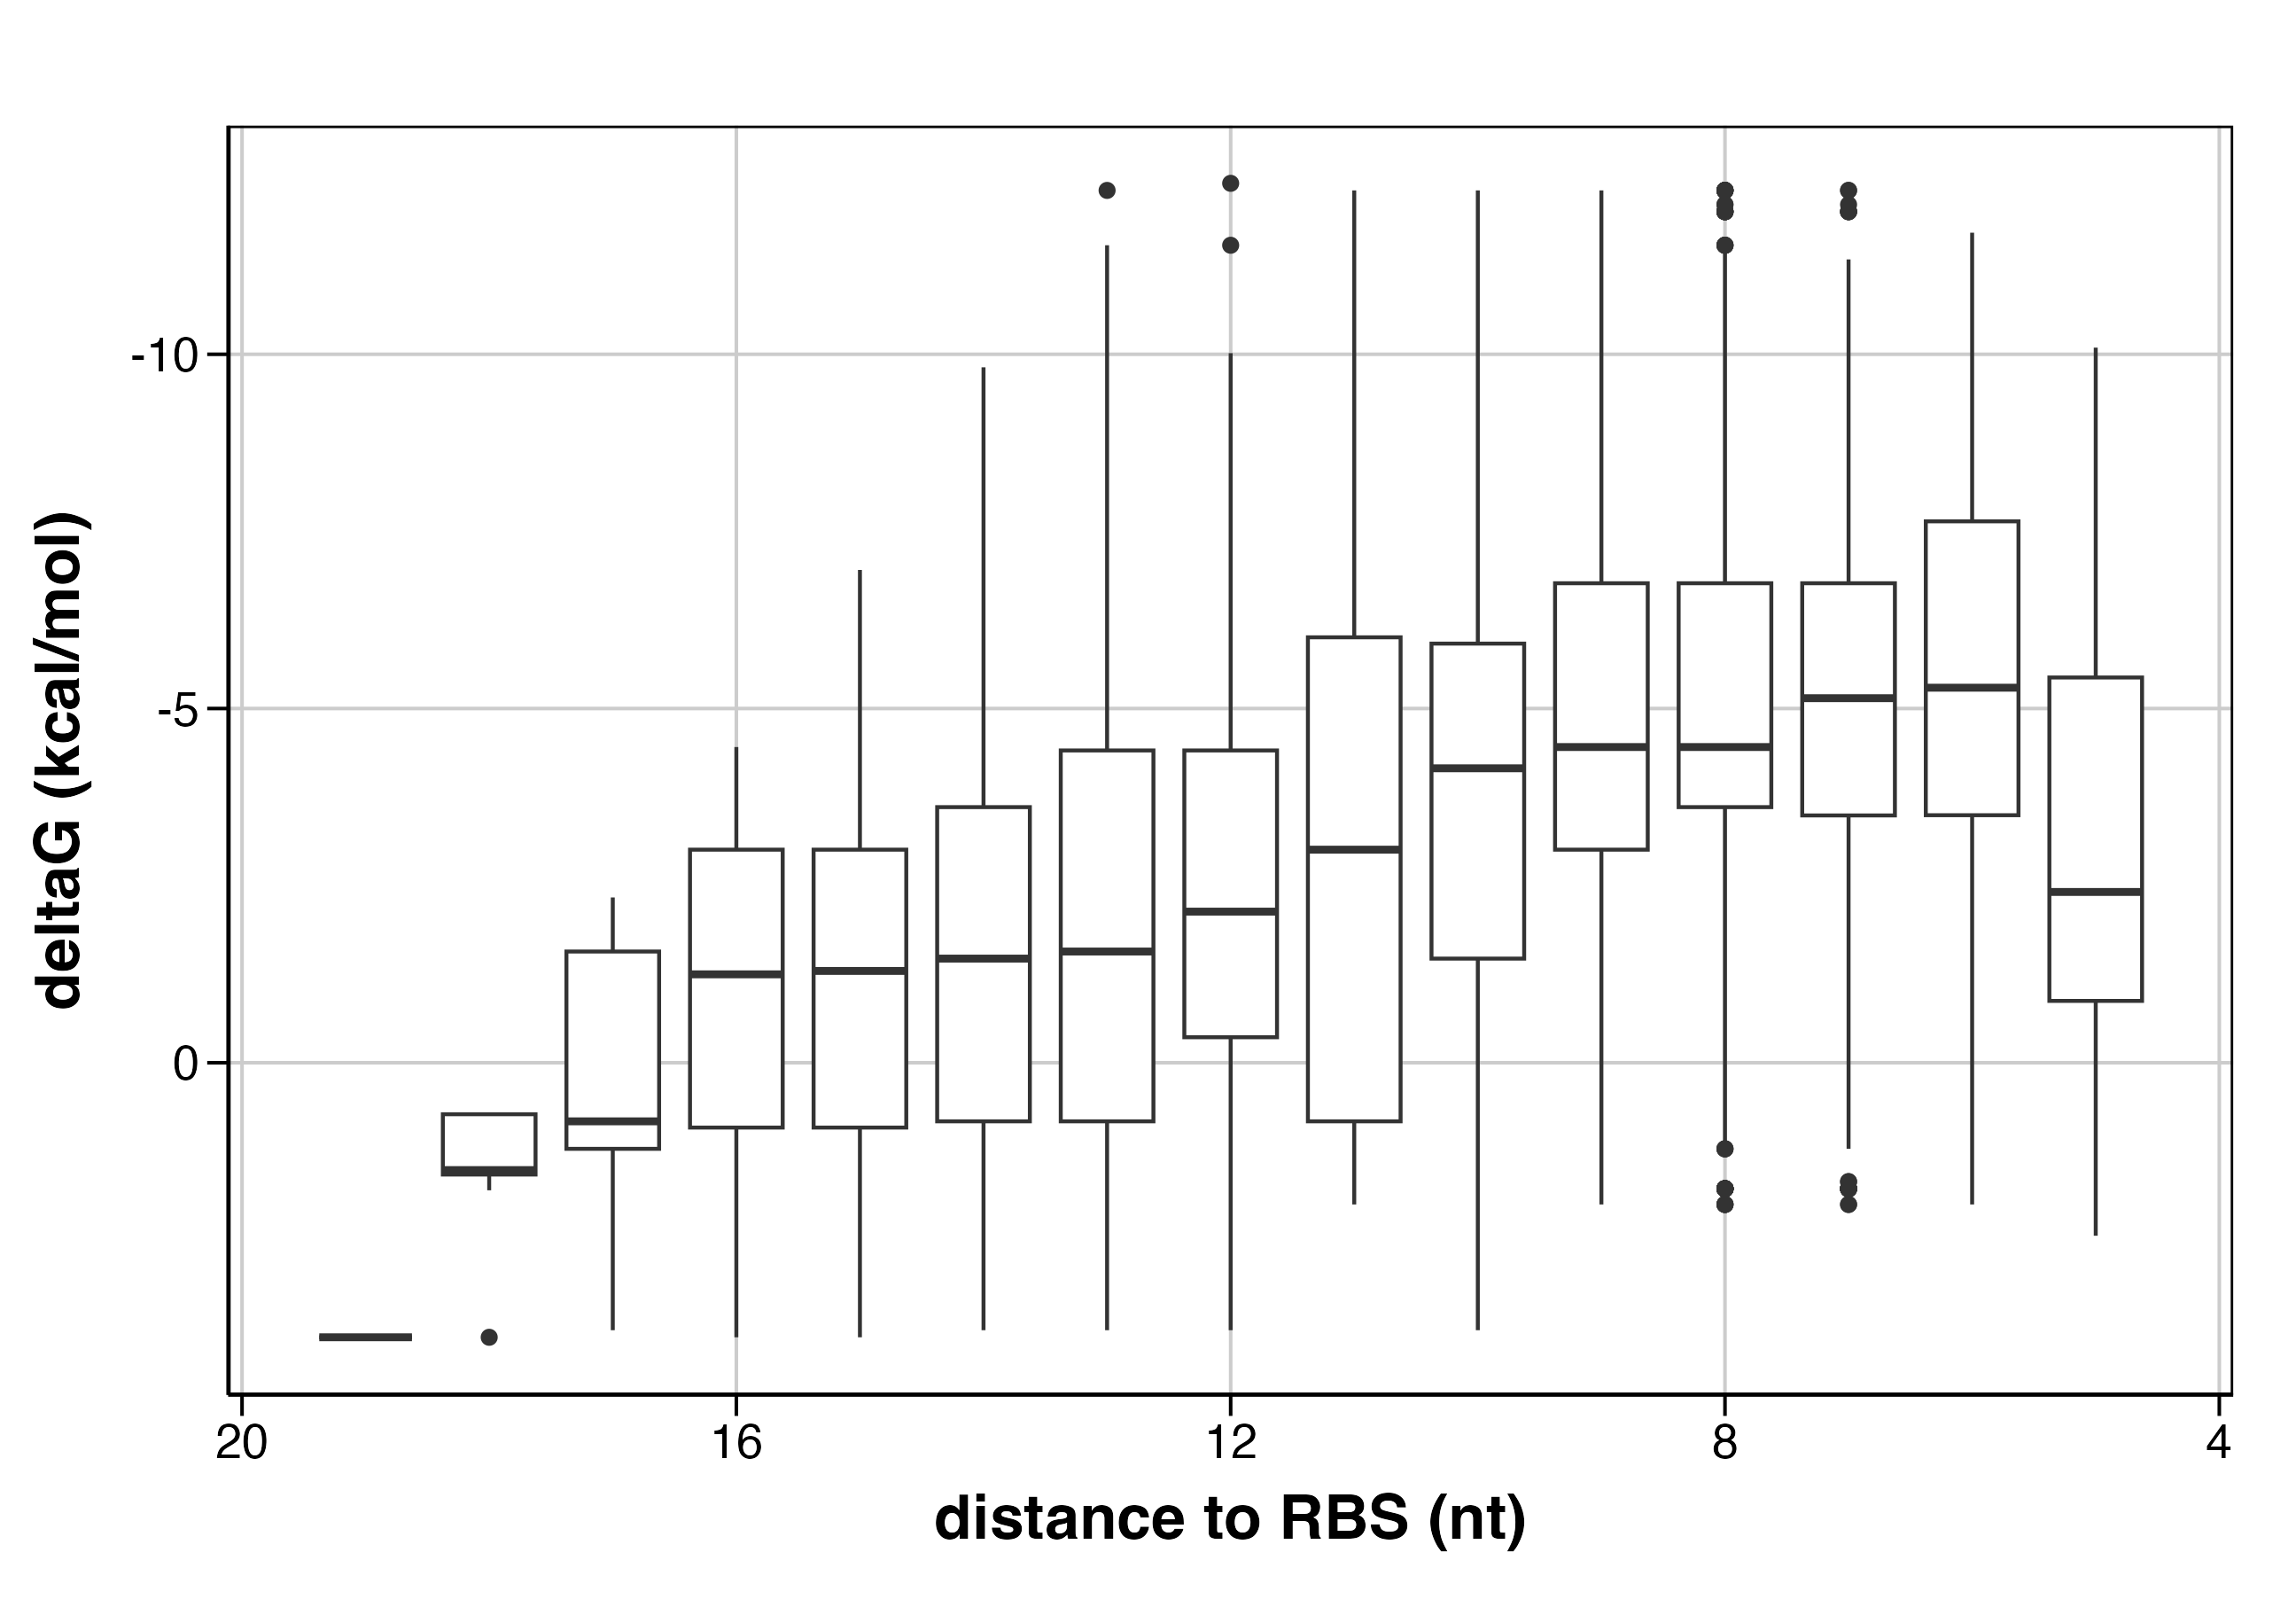 deltaG (kcal/mol)
-10
-5
0
20 16 12 8 4
distance to RBS (nt)